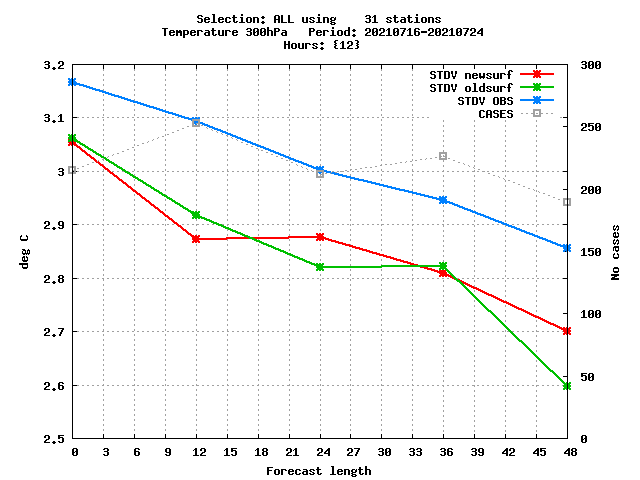 Selection: ALL using    31 stations
Temperature 300hPa   Period: 20210716-20210724
Hours: {12}
3.2
3.1
3
2.9
2.8
2.7
2.6
2.5
deg C
300
250
200
150
100
50
0
No cases
STDV newsurf
STDV oldsurf
STDV OBS
CASES
0 3 6 9 12 15 18 21 24 27 30 33 36 39 42 45 48
Forecast length